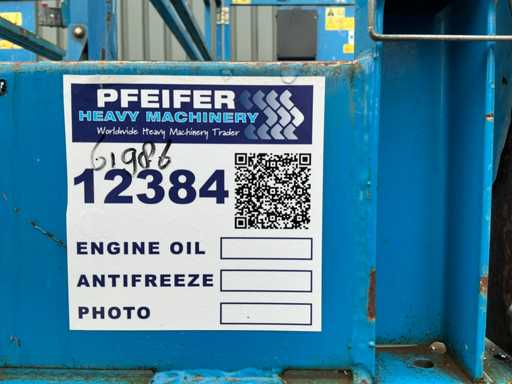 PFEIFER
HEAVY MACHINERY
Worldwide Heavy Machinery Trader
61986
12384
ENGINE OIL
ANTIFREEZE
PHOTO